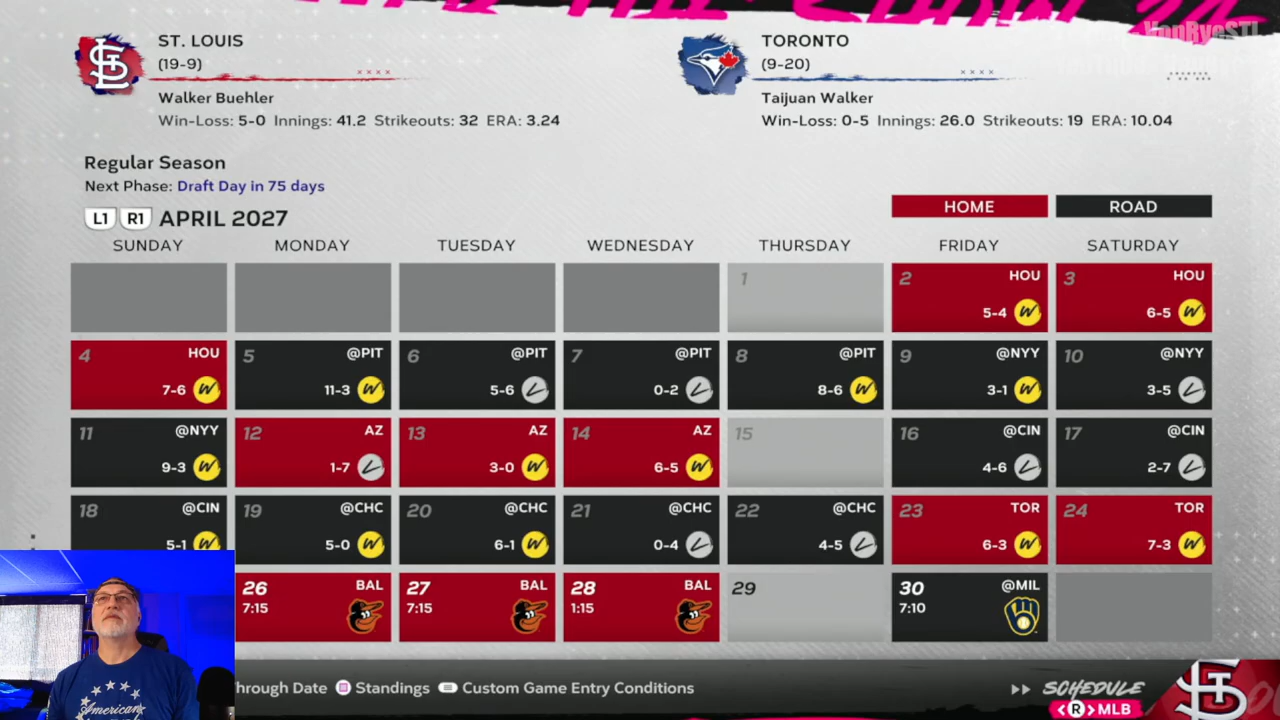 ST. LOUIS
(19-9)
Walker Buehler
Win-Loss: 5-0 Innings: 41.2 Strikeouts: 32 ERA: 3.24
TORONTO
(9-20)
Taijuan Walker
Win-Loss: 0-5 Innings: 26.0 Strikeouts: 19 ERA: 10.04
Regular Season
Next Phase: Draft Day in 75 days
L1 R1 APRIL 2027
HOME ROAD
SUNDAY MONDAY TUESDAY WEDNESDAY THURSDAY FRIDAY SATURDAY
1 2 HOU 3 HOU
5-4 W 6-5 W
4 HOU 5 @PIT 6 @PIT 7 @PIT 8 @PIT 9 @NYY 10 @NYY
7-6 W 11-3 W 5-6 L 0-2 L 8-6 W 3-1 W 3-5 L
11 @NYY 12 AZ 13 AZ 14 AZ 15 16 @CIN 17 @CIN
9-3 W 1-7 L 3-0 W 6-5 W 4-6 L 2-7 L
18 @CIN 19 @CHC 20 @CHC 21 @CHC 22 @CHC 23 TOR 24 TOR
5-1 W 5-0 W 6-1 W 0-4 L 4-5 L 6-3 W 7-3 W
26 BAL 27 BAL 28 BAL 29 30 @MIL
7:15 7:15 1:15 7:10
hrough Date Standings Custom Game Entry Conditions
SCHEDULE
R MLB
American